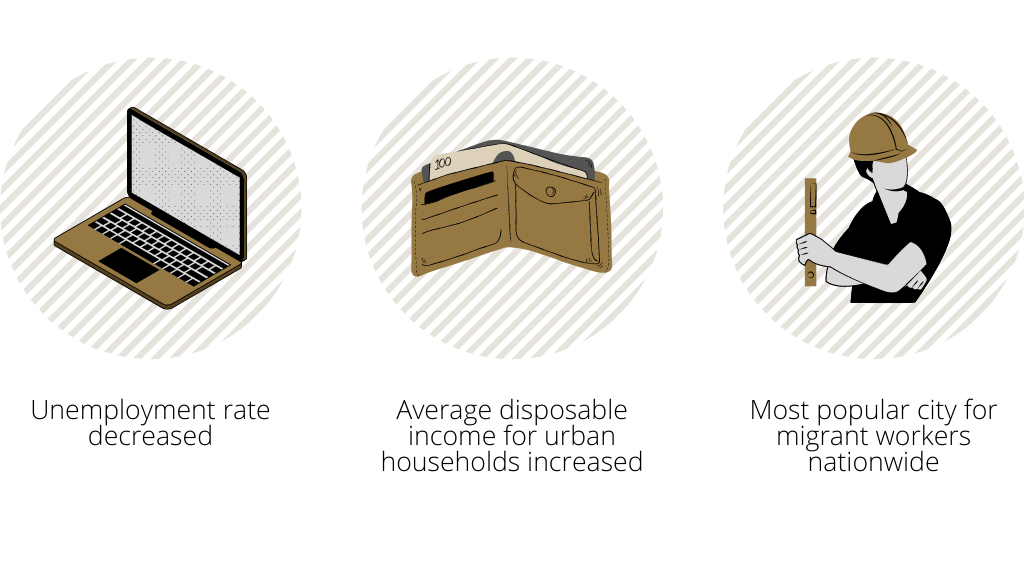 100
Unemployment rate
decreased
Average disposable
income for urban
households increased
Most popular city for
migrant workers
nationwide